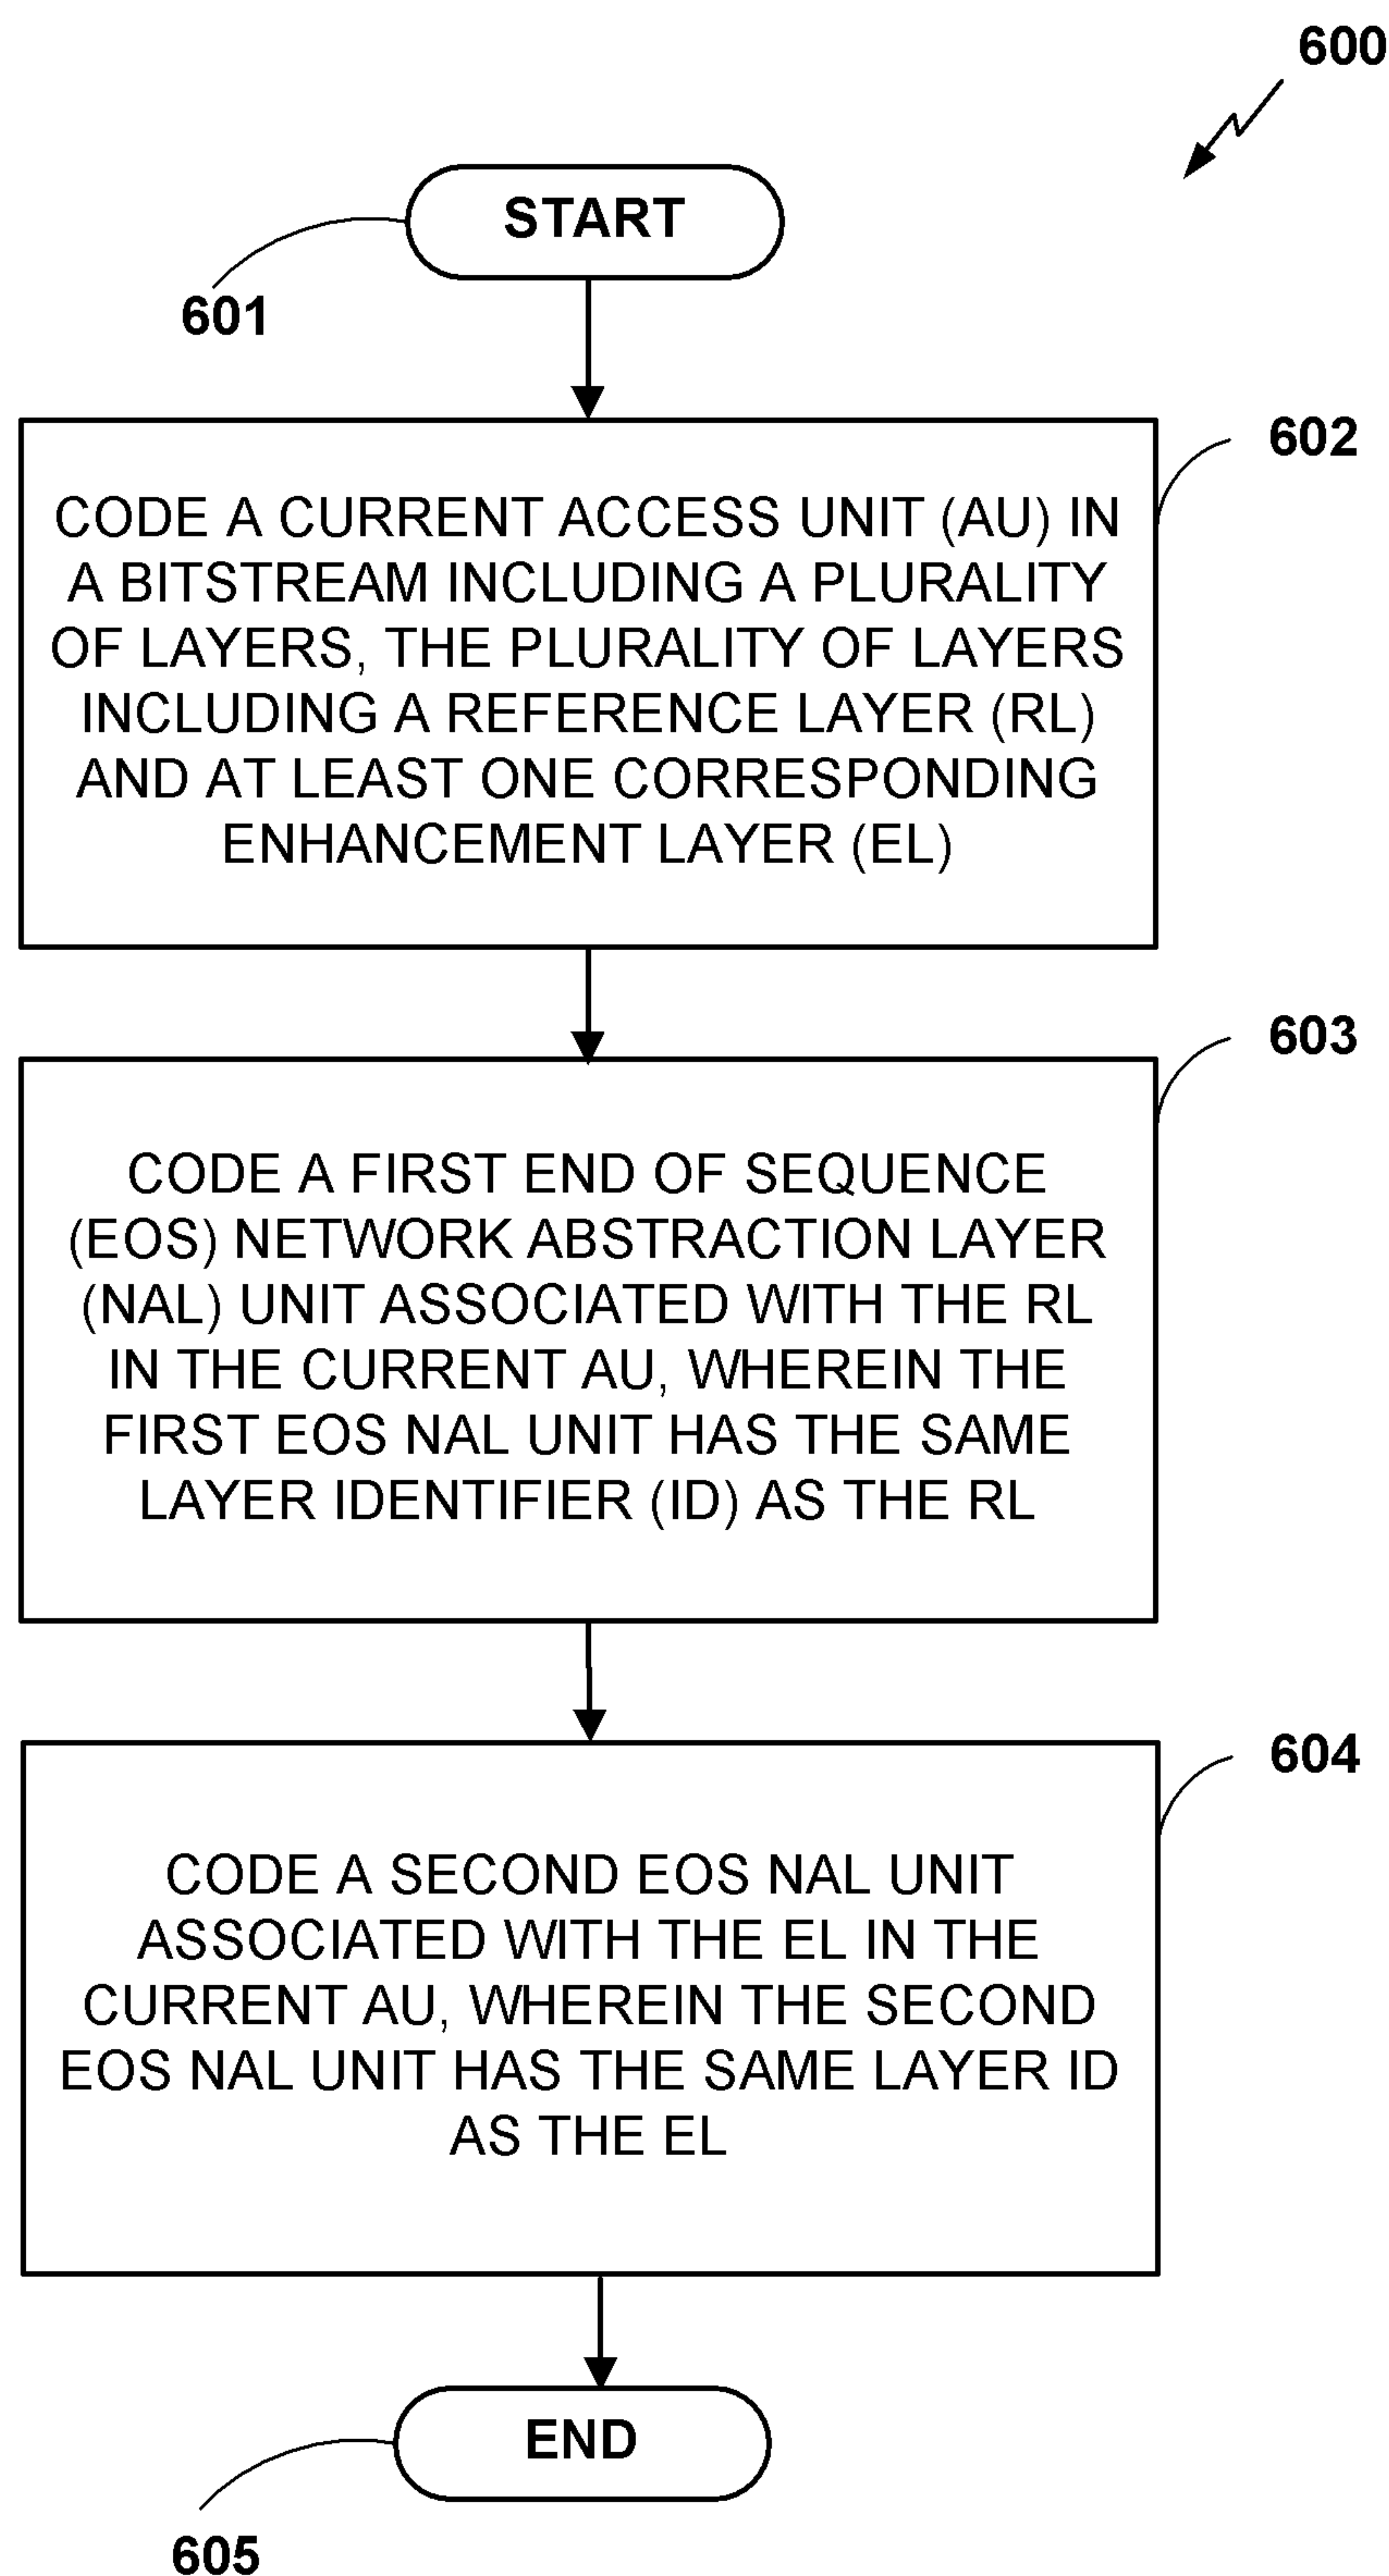 600
START
601
602
CODE A CURRENT ACCESS UNIT (AU) IN
A BITSTREAM INCLUDING A PLURALITY
OF LAYERS, THE PLURALITY OF LAYERS
INCLUDING A REFERENCE LAYER (RL)
AND AT LEAST ONE CORRESPONDING
ENHANCEMENT LAYER (EL)
603
CODE A FIRST END OF SEQUENCE
(EOS) NETWORK ABSTRACTION LAYER
(NAL) UNIT ASSOCIATED WITH THE RL
IN THE CURRENT AU, WHEREIN THE
FIRST EOS NAL UNIT HAS THE SAME
LAYER IDENTIFIER (ID) AS THE RL
604
CODE A SECOND EOS NAL UNIT
ASSOCIATED WITH THE EL IN THE
CURRENT AU, WHEREIN THE SECOND
EOS NAL UNIT HAS THE SAME LAYER ID
AS THE EL
END
605